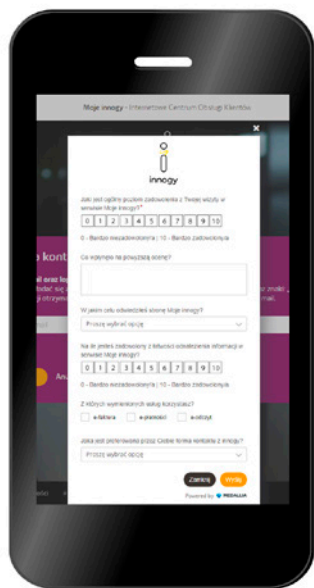 Moje innogy - Internetowe Centrum Obsługi Klientów
innogy
Jaki jest ogólny poziom zadowolenia z Twojej wizyty w
serwisie Moje innogy?*
0 1 2 3 4 5 6 7 8 9 10
0 - Bardzo niezadowolony/a | 10 - Bardzo zadowolony/a
Co wpłynęło na powyższą ocenę?
W jakim celu odwiedziłeś stronę Moje innogy?
Proszę wybrać opcję
Na ile jesteś zadowolony z łatwości odnalezienia informacji w
serwisie Moje innogy?
0 1 2 3 4 5 6 7 8 9 10
0 - Bardzo niezadowolony/a | 10 - Bardzo zadowolony/a
Z których wymienionych usług korzystasz?
e-faktura e-płatności e-odczyt
Jaka jest preferowana przez Ciebie forma kontaktu z innogy?
Proszę wybrać opcję
Zamknij Wyślij
Powered by MEDALLIA